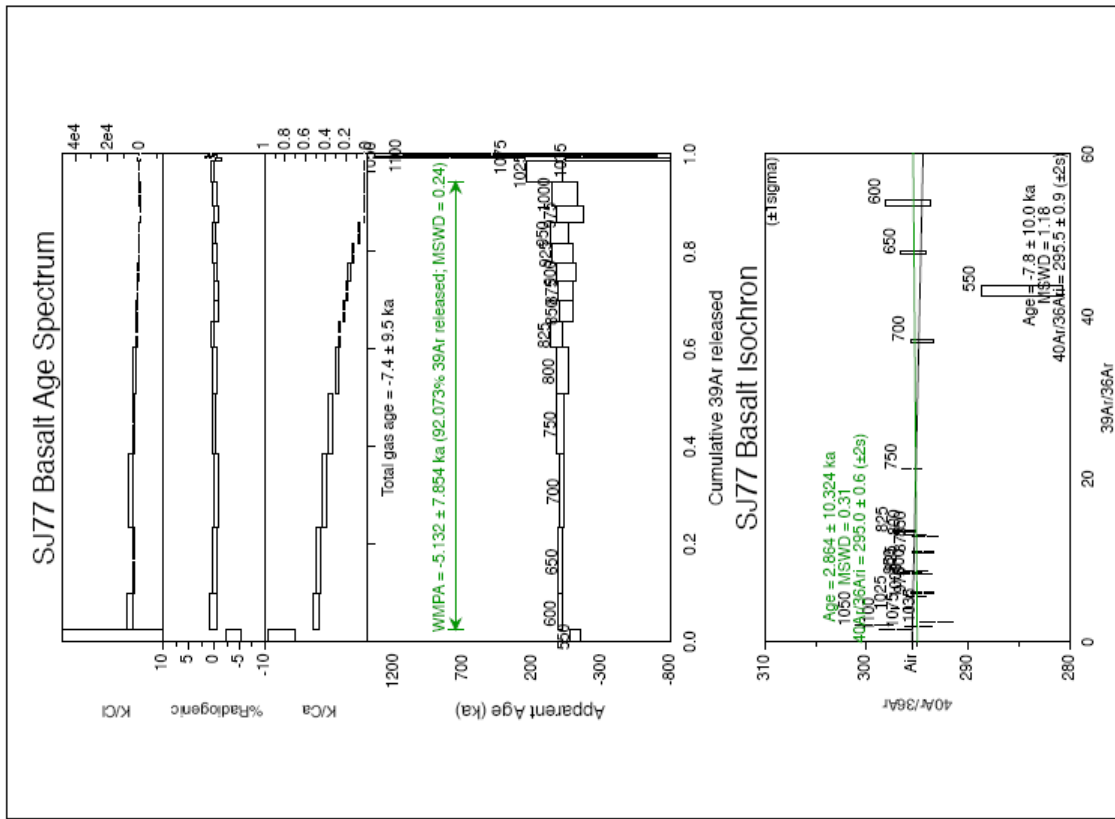 SJ77 Basalt Age Spectrum
4e4
2e4
0
K/Cl
10
5
0
-5
-10
%Radiogenic
1
0.8
0.6
0.4
0.2
0
K/Ca
Total gas age = -7.4 ± 9.5 ka
WMPA = -5.132 ± 7.854 ka (92.073% 39Ar released; MSWD = 0.24)
1200
700
-300
-800
Apparent Age (ka)
550
600
650
700
750
800
825
850
875
900
925
950
975
1000
1025
1035
1075
1100
0.0
0.2
0.4
0.6
0.8
1.0
Cumulative 39Ar released
SJ77 Basalt Isochron
(±1sigma)
310
300
Air
290
280
40Ar/36Ar
Age = 2.864 ± 10.324 ka
MSWD = 0.31
40Ar/36Ari = 295.0 ± 0.6 (±2s)
1050
1100
1025
1075
1035
825
750
700
650
600
550
Age = -7.8 ± 10.0 ka
MSWD = 1.18
40Ar/36Ari = 295.5 ± 0.9 (±2s)
0
20
40
60
39Ar/36Ar